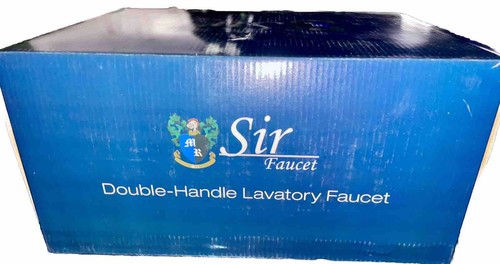 M
R
Sir
Faucet
Double-Handle Lavatory Faucet